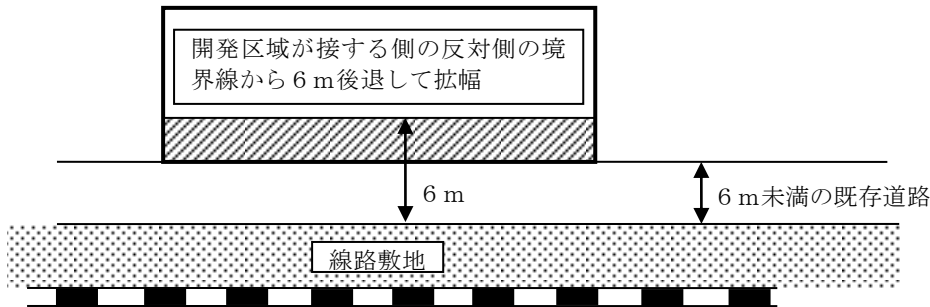 開発区域が接する側の反対側の境
界線から６ｍ後退して拡幅
６ｍ
６ｍ未満の既存道路
線路敷地